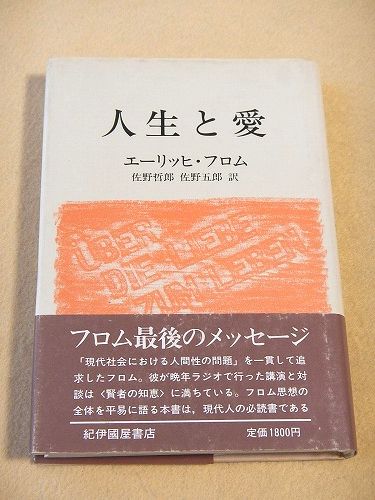 人生と愛
エーリッヒ・フロム
佐野哲郎 佐野五郎 訳
ÜBER
DIE LIEBE
ZUM LEBEN
フロム最後のメッセージ
「現代社会における人間性の問題」を一貫して追
求したフロム。彼が晩年ラジオで行った講演と対
談は〈賢者の知恵〉に満ちている。フロム思想の
全体を平易に語る本書は、現代人の必読書である
紀伊國屋書店 定価1800円